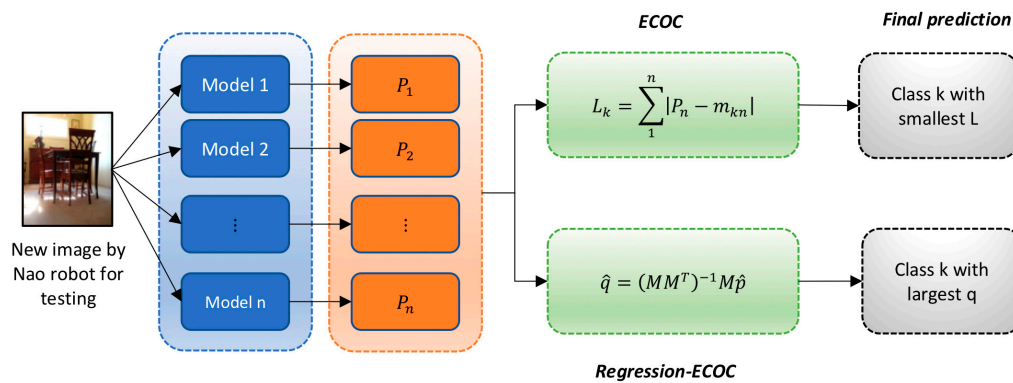 ECOC
Final prediction
Model 1
P₁
Model 2
P₂
⋮
⋮
Model n
Pₙ
New image by
Nao robot for
testing
Lₖ = ∑₁ⁿ |Pₙ − mₖₙ|
Class k with
smallest L
q̂ = (MMᵀ)⁻¹Mp̂
Class k with
largest q
Regression-ECOC